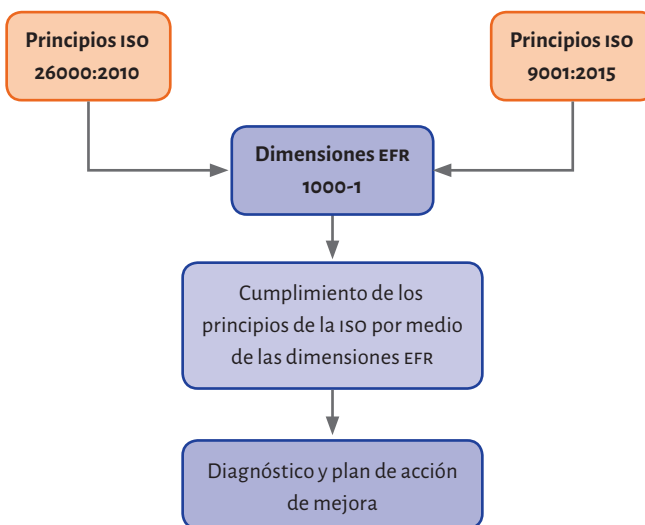 Principios ISO
26000:2010
Principios ISO
9001:2015
Dimensiones EFR
1000-1
Cumplimiento de los
principios de la ISO por medio
de las dimensiones EFR
Diagnóstico y plan de acción
de mejora